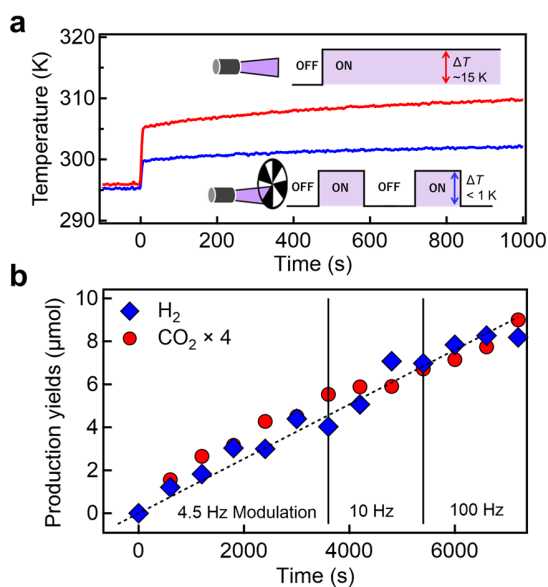 a
Temperature (K)
320
310
300
290
OFF
ON
ΔT
~15 K
OFF
ON
OFF
ON
ΔT
< 1 K
0
200
400
600
800
1000
Time (s)
b
Production yields (μmol)
10
8
6
4
2
0
H₂
CO₂ × 4
4.5 Hz Modulation
10 Hz
100 Hz
0
2000
4000
6000
Time (s)